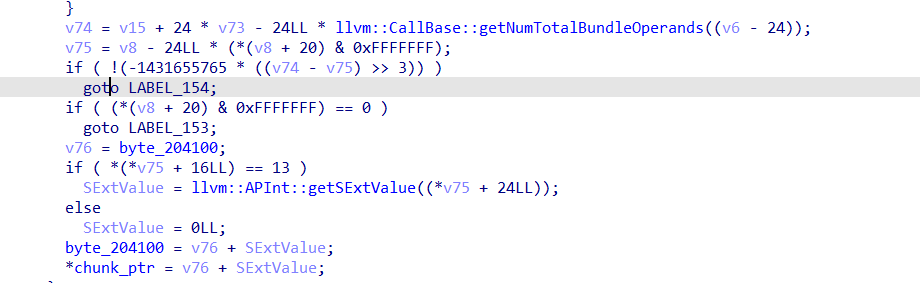 }
v74 = v15 + 24 * v73 - 24LL * llvm::CallBase::getNumTotalBundleOperands((v6 - 24));
v75 = v8 - 24LL * (*(v8 + 20) & 0xFFFFFFF);
if ( !(-1431655765 * ((v74 - v75) >> 3)) )
goto LABEL_154;
if ( (*(v8 + 20) & 0xFFFFFFF) == 0 )
goto LABEL_153;
v76 = byte_204100;
if ( *(*v75 + 16LL) == 13 )
SExtValue = llvm::APInt::getSExtValue((*v75 + 24LL));
else
SExtValue = 0LL;
byte_204100 = v76 + SExtValue;
*chunk_ptr = v76 + SExtValue;